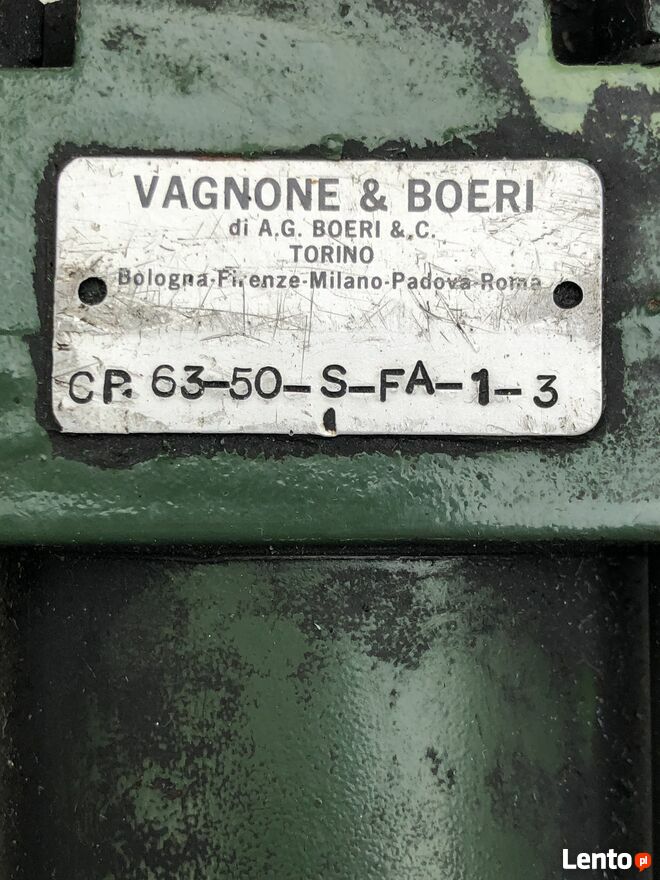 VAGNONE & BOERI
di A.G. BOERI & C.
TORINO
Bologna-Firenze-Milano-Padova-Roma
CP. 63-50-S-FA-1-3
Lento pl